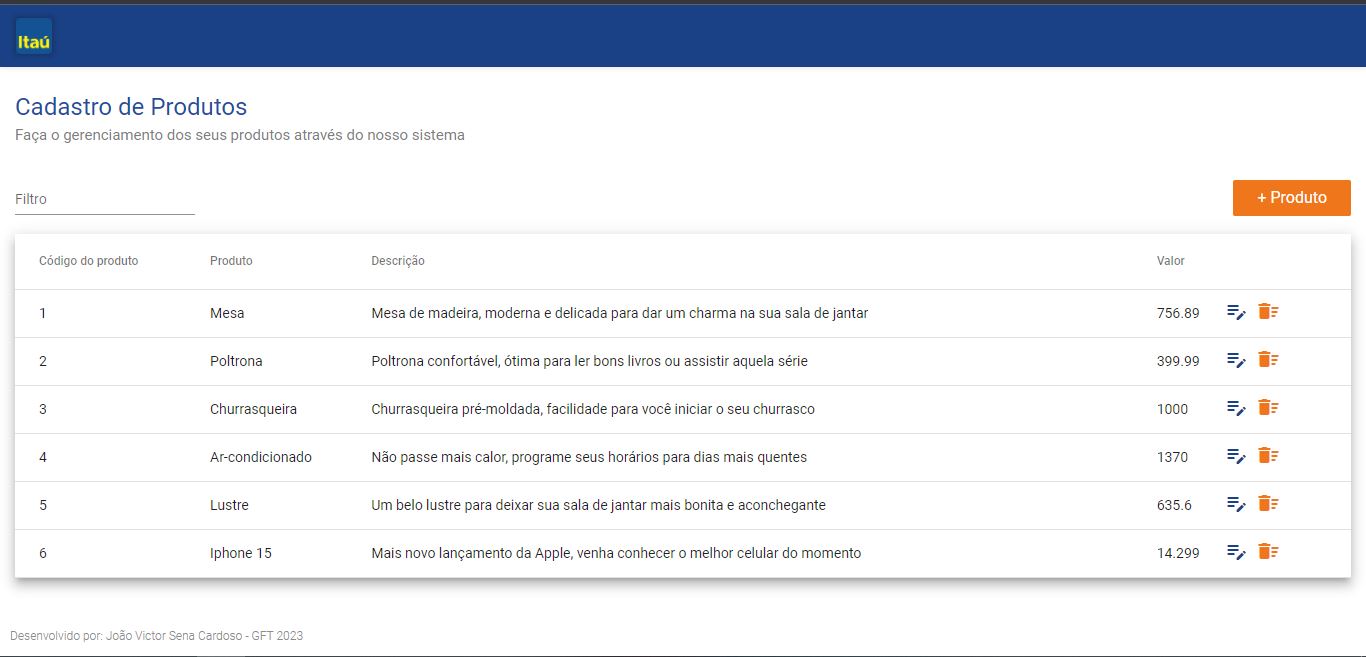 Itaú
Cadastro de Produtos
Faça o gerenciamento dos seus produtos através do nosso sistema
Filtro
+ Produto
Código do produto Produto Descrição Valor
1 Mesa Mesa de madeira, moderna e delicada para dar um charma na sua sala de jantar 756.89
2 Poltrona Poltrona confortável, ótima para ler bons livros ou assistir aquela série 399.99
3 Churrasqueira Churrasqueira pré-moldada, facilidade para você iniciar o seu churrasco 1000
4 Ar-condicionado Não passe mais calor, programe seus horários para dias mais quentes 1370
5 Lustre Um belo lustre para deixar sua sala de jantar mais bonita e aconchegante 635.6
6 Iphone 15 Mais novo lançamento da Apple, venha conhecer o melhor celular do momento 14.299
Desenvolvido por: João Victor Sena Cardoso - GFT 2023